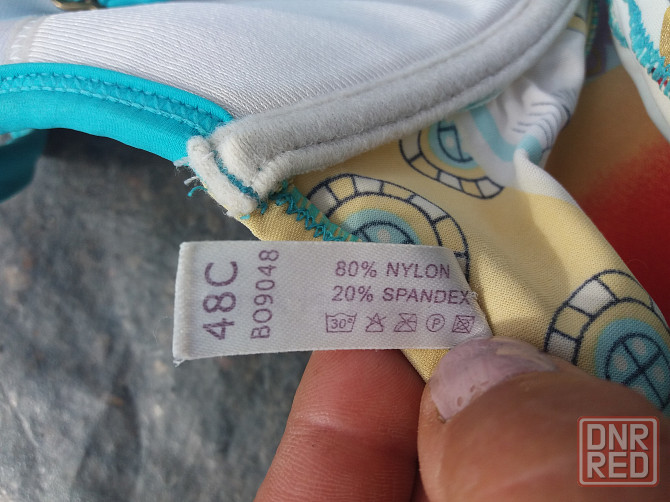 48C
BO9048
80% NYLON
20% SPANDEX
30°
P
DNR
RED